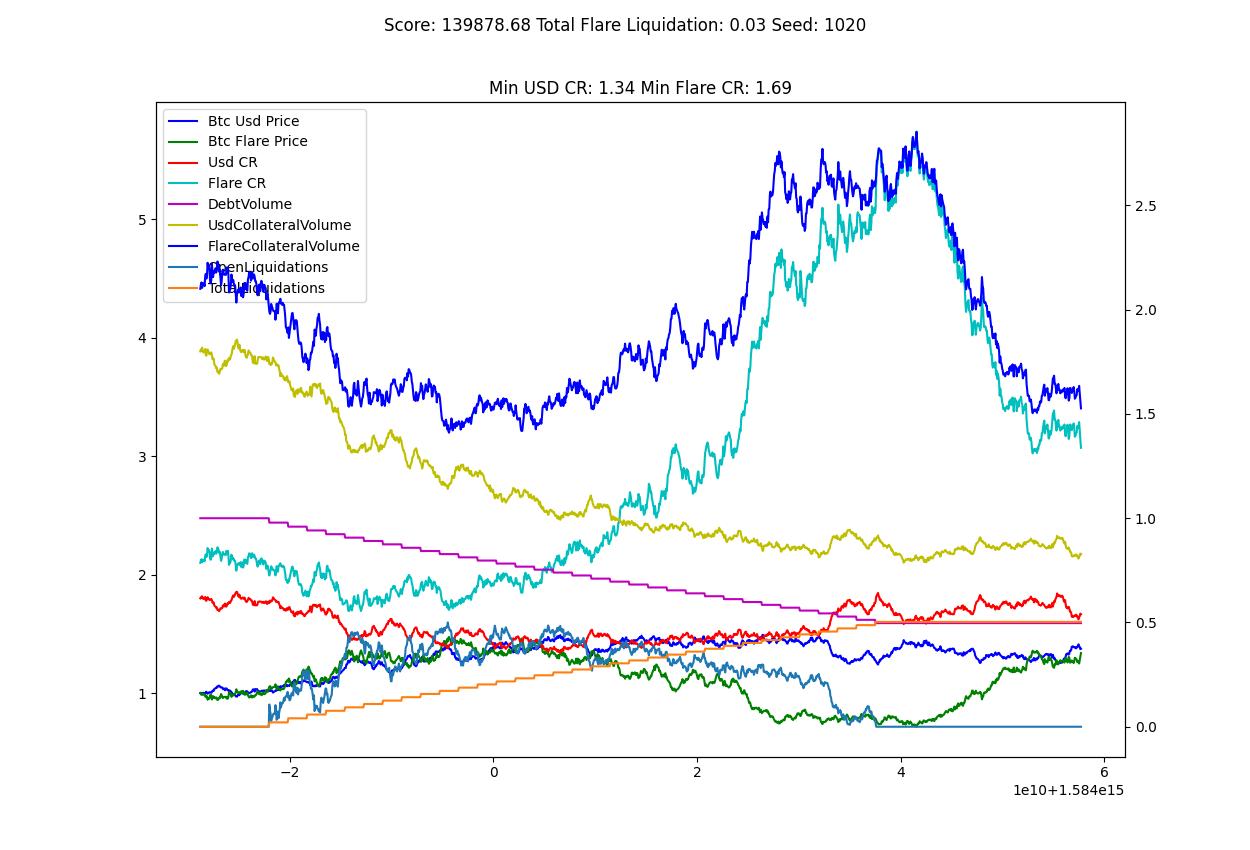 Score: 139878.68 Total Flare Liquidation: 0.03 Seed: 1020
Min USD CR: 1.34 Min Flare CR: 1.69
Btc Usd Price
Btc Flare Price
Usd CR
Flare CR
DebtVolume
UsdCollateralVolume
FlareCollateralVolume
OpenLiquidations
TotalLiquidations
5
4
3
2
1
2.5
2.0
1.5
1.0
0.5
0.0
−2
0
2
4
6
1e10+1.584e15